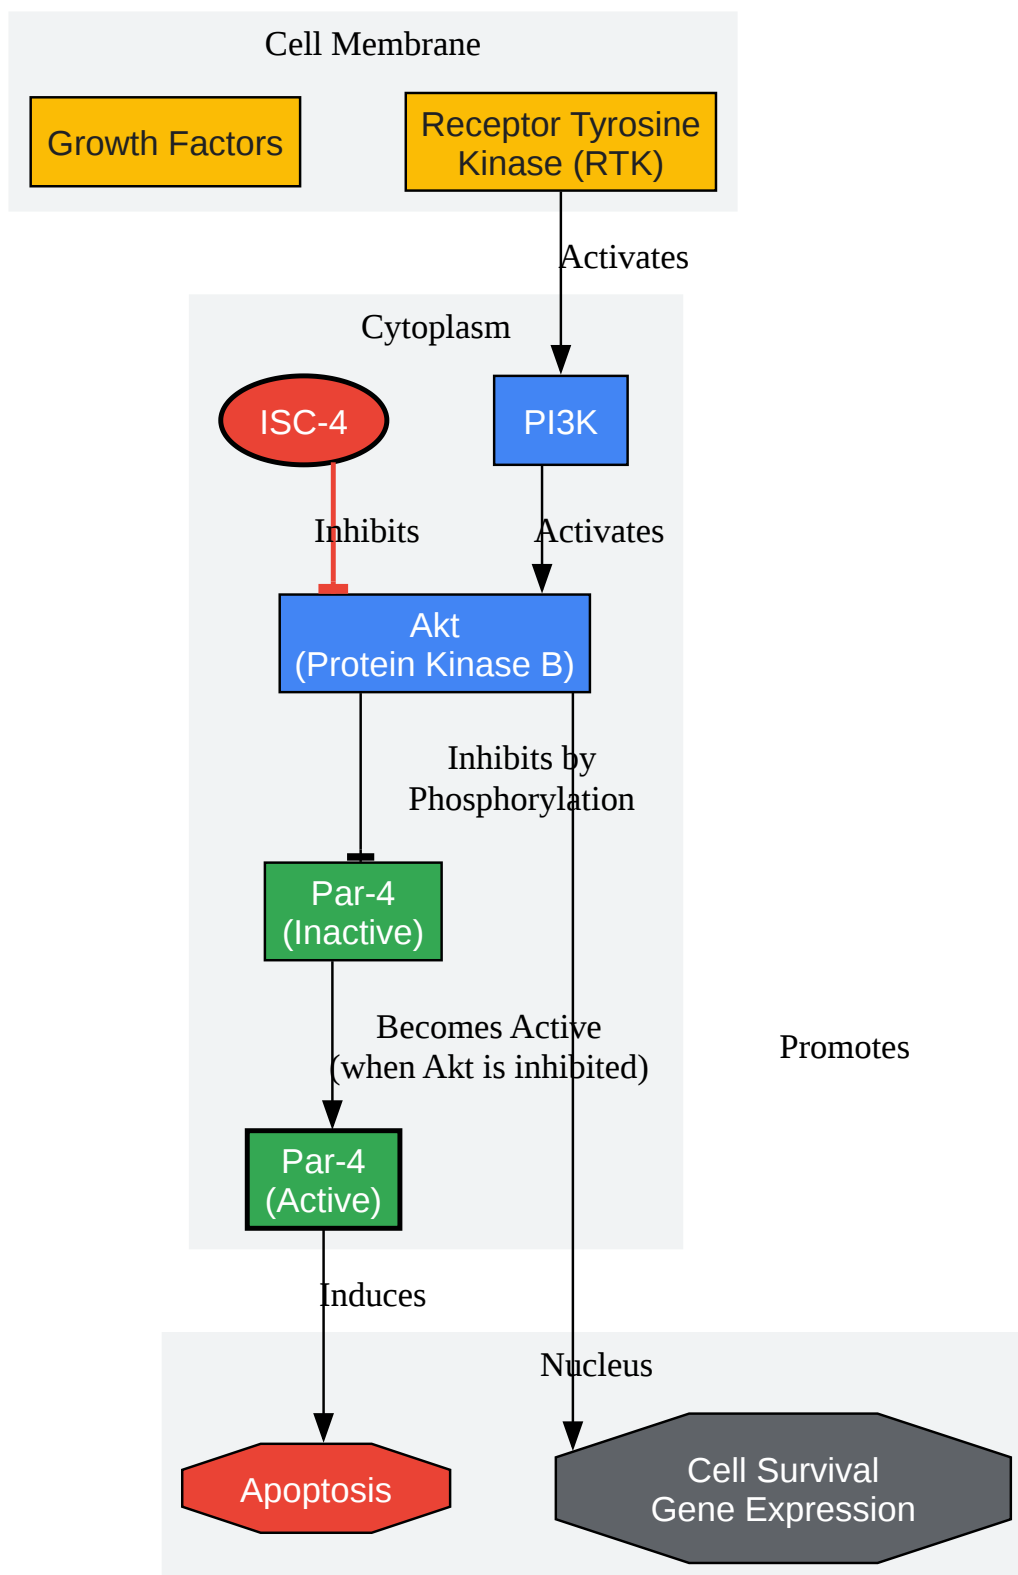 Cell Membrane
Growth Factors
Receptor Tyrosine
Kinase (RTK)
Activates
Cytoplasm
ISC-4
PI3K
Inhibits
Activates
Akt
(Protein Kinase B)
Inhibits by
Phosphorylation
Par-4
(Inactive)
Becomes Active
(when Akt is inhibited)
Promotes
Par-4
(Active)
Induces
Nucleus
Apoptosis
Cell Survival
Gene Expression